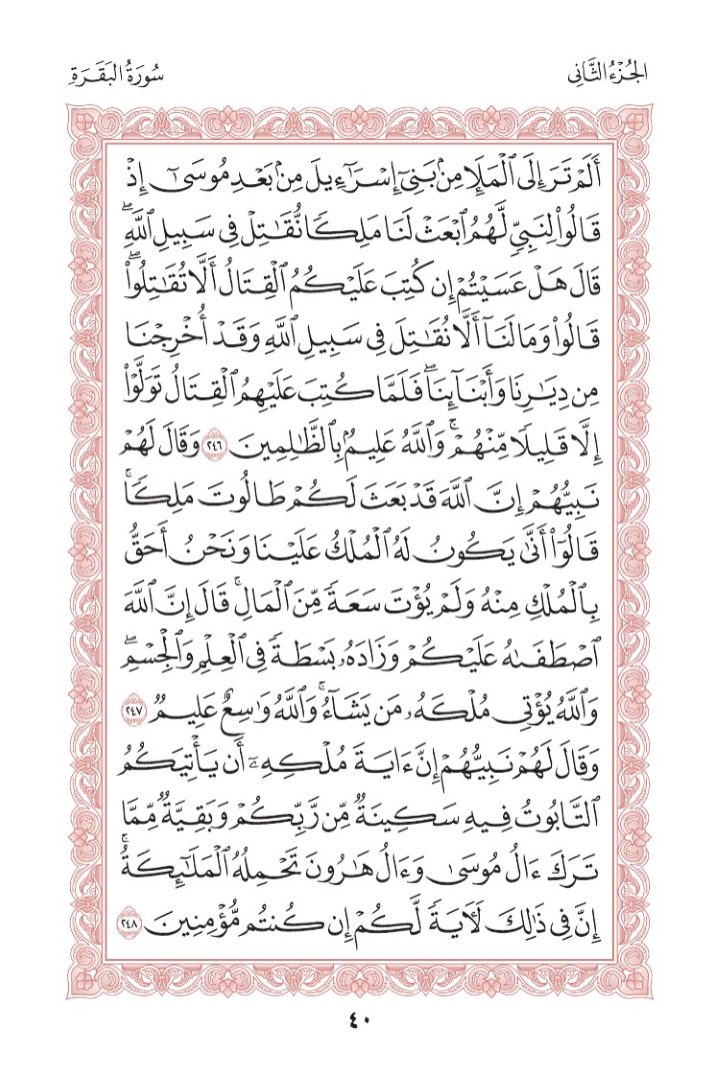 الجُزْءُ الثَّانِي
سُورَةُ البَقَرَةِ
أَلَمْ تَرَ إِلَى ٱلْمَلَإِ مِنۢ بَنِىٓ إِسْرَٰٓءِيلَ مِنۢ بَعْدِ مُوسَىٰٓ إِذْ
قَالُوا۟ لِنَبِىٍّ لَّهُمُ ٱبْعَثْ لَنَا مَلِكًا نُّقَٰتِلْ فِى سَبِيلِ ٱللَّهِ ۖ
قَالَ هَلْ عَسَيْتُمْ إِن كُتِبَ عَلَيْكُمُ ٱلْقِتَالُ أَلَّا تُقَٰتِلُوا۟ ۖ
قَالُوا۟ وَمَا لَنَآ أَلَّا نُقَٰتِلَ فِى سَبِيلِ ٱللَّهِ وَقَدْ أُخْرِجْنَا
مِن دِيَٰرِنَا وَأَبْنَآئِنَا ۖ فَلَمَّا كُتِبَ عَلَيْهِمُ ٱلْقِتَالُ تَوَلَّوْا۟
إِلَّا قَلِيلًا مِّنْهُمْ ۗ وَٱللَّهُ عَلِيمٌۢ بِٱلظَّٰلِمِينَ ٢٤٦ وَقَالَ لَهُمْ
نَبِيُّهُمْ إِنَّ ٱللَّهَ قَدْ بَعَثَ لَكُمْ طَالُوتَ مَلِكًا ۚ
قَالُوٓا۟ أَنَّىٰ يَكُونُ لَهُ ٱلْمُلْكُ عَلَيْنَا وَنَحْنُ أَحَقُّ
بِٱلْمُلْكِ مِنْهُ وَلَمْ يُؤْتَ سَعَةً مِّنَ ٱلْمَالِ ۚ قَالَ إِنَّ ٱللَّهَ
ٱصْطَفَىٰهُ عَلَيْكُمْ وَزَادَهُۥ بَسْطَةً فِى ٱلْعِلْمِ وَٱلْجِسْمِ ۖ
وَٱللَّهُ يُؤْتِى مُلْكَهُۥ مَن يَشَآءُ ۚ وَٱللَّهُ وَٰسِعٌ عَلِيمٌ ٢٤٧
وَقَالَ لَهُمْ نَبِيُّهُمْ إِنَّ ءَايَةَ مُلْكِهِۦٓ أَن يَأْتِيَكُمُ
ٱلتَّابُوتُ فِيهِ سَكِينَةٌ مِّن رَّبِّكُمْ وَبَقِيَّةٌ مِّمَّا
تَرَكَ ءَالُ مُوسَىٰ وَءَالُ هَٰرُونَ تَحْمِلُهُ ٱلْمَلَٰٓئِكَةُ ۚ
إِنَّ فِى ذَٰلِكَ لَءَايَةً لَّكُمْ إِن كُنتُم مُّؤْمِنِينَ ٢٤٨
٤٠